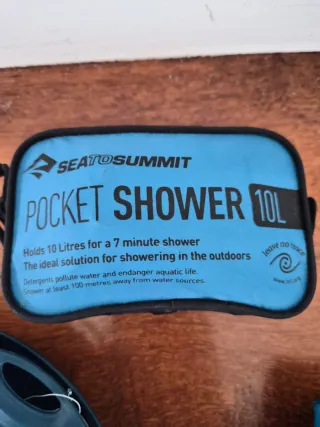 SEATOSUMMIT
POCKET SHOWER 10L
Holds 10 Litres for a 7 minute shower
The ideal solution for showering in the outdoors
Detergents pollute water and endanger aquatic life.
Shower at least 100 metres away from water sources.
leave no trace